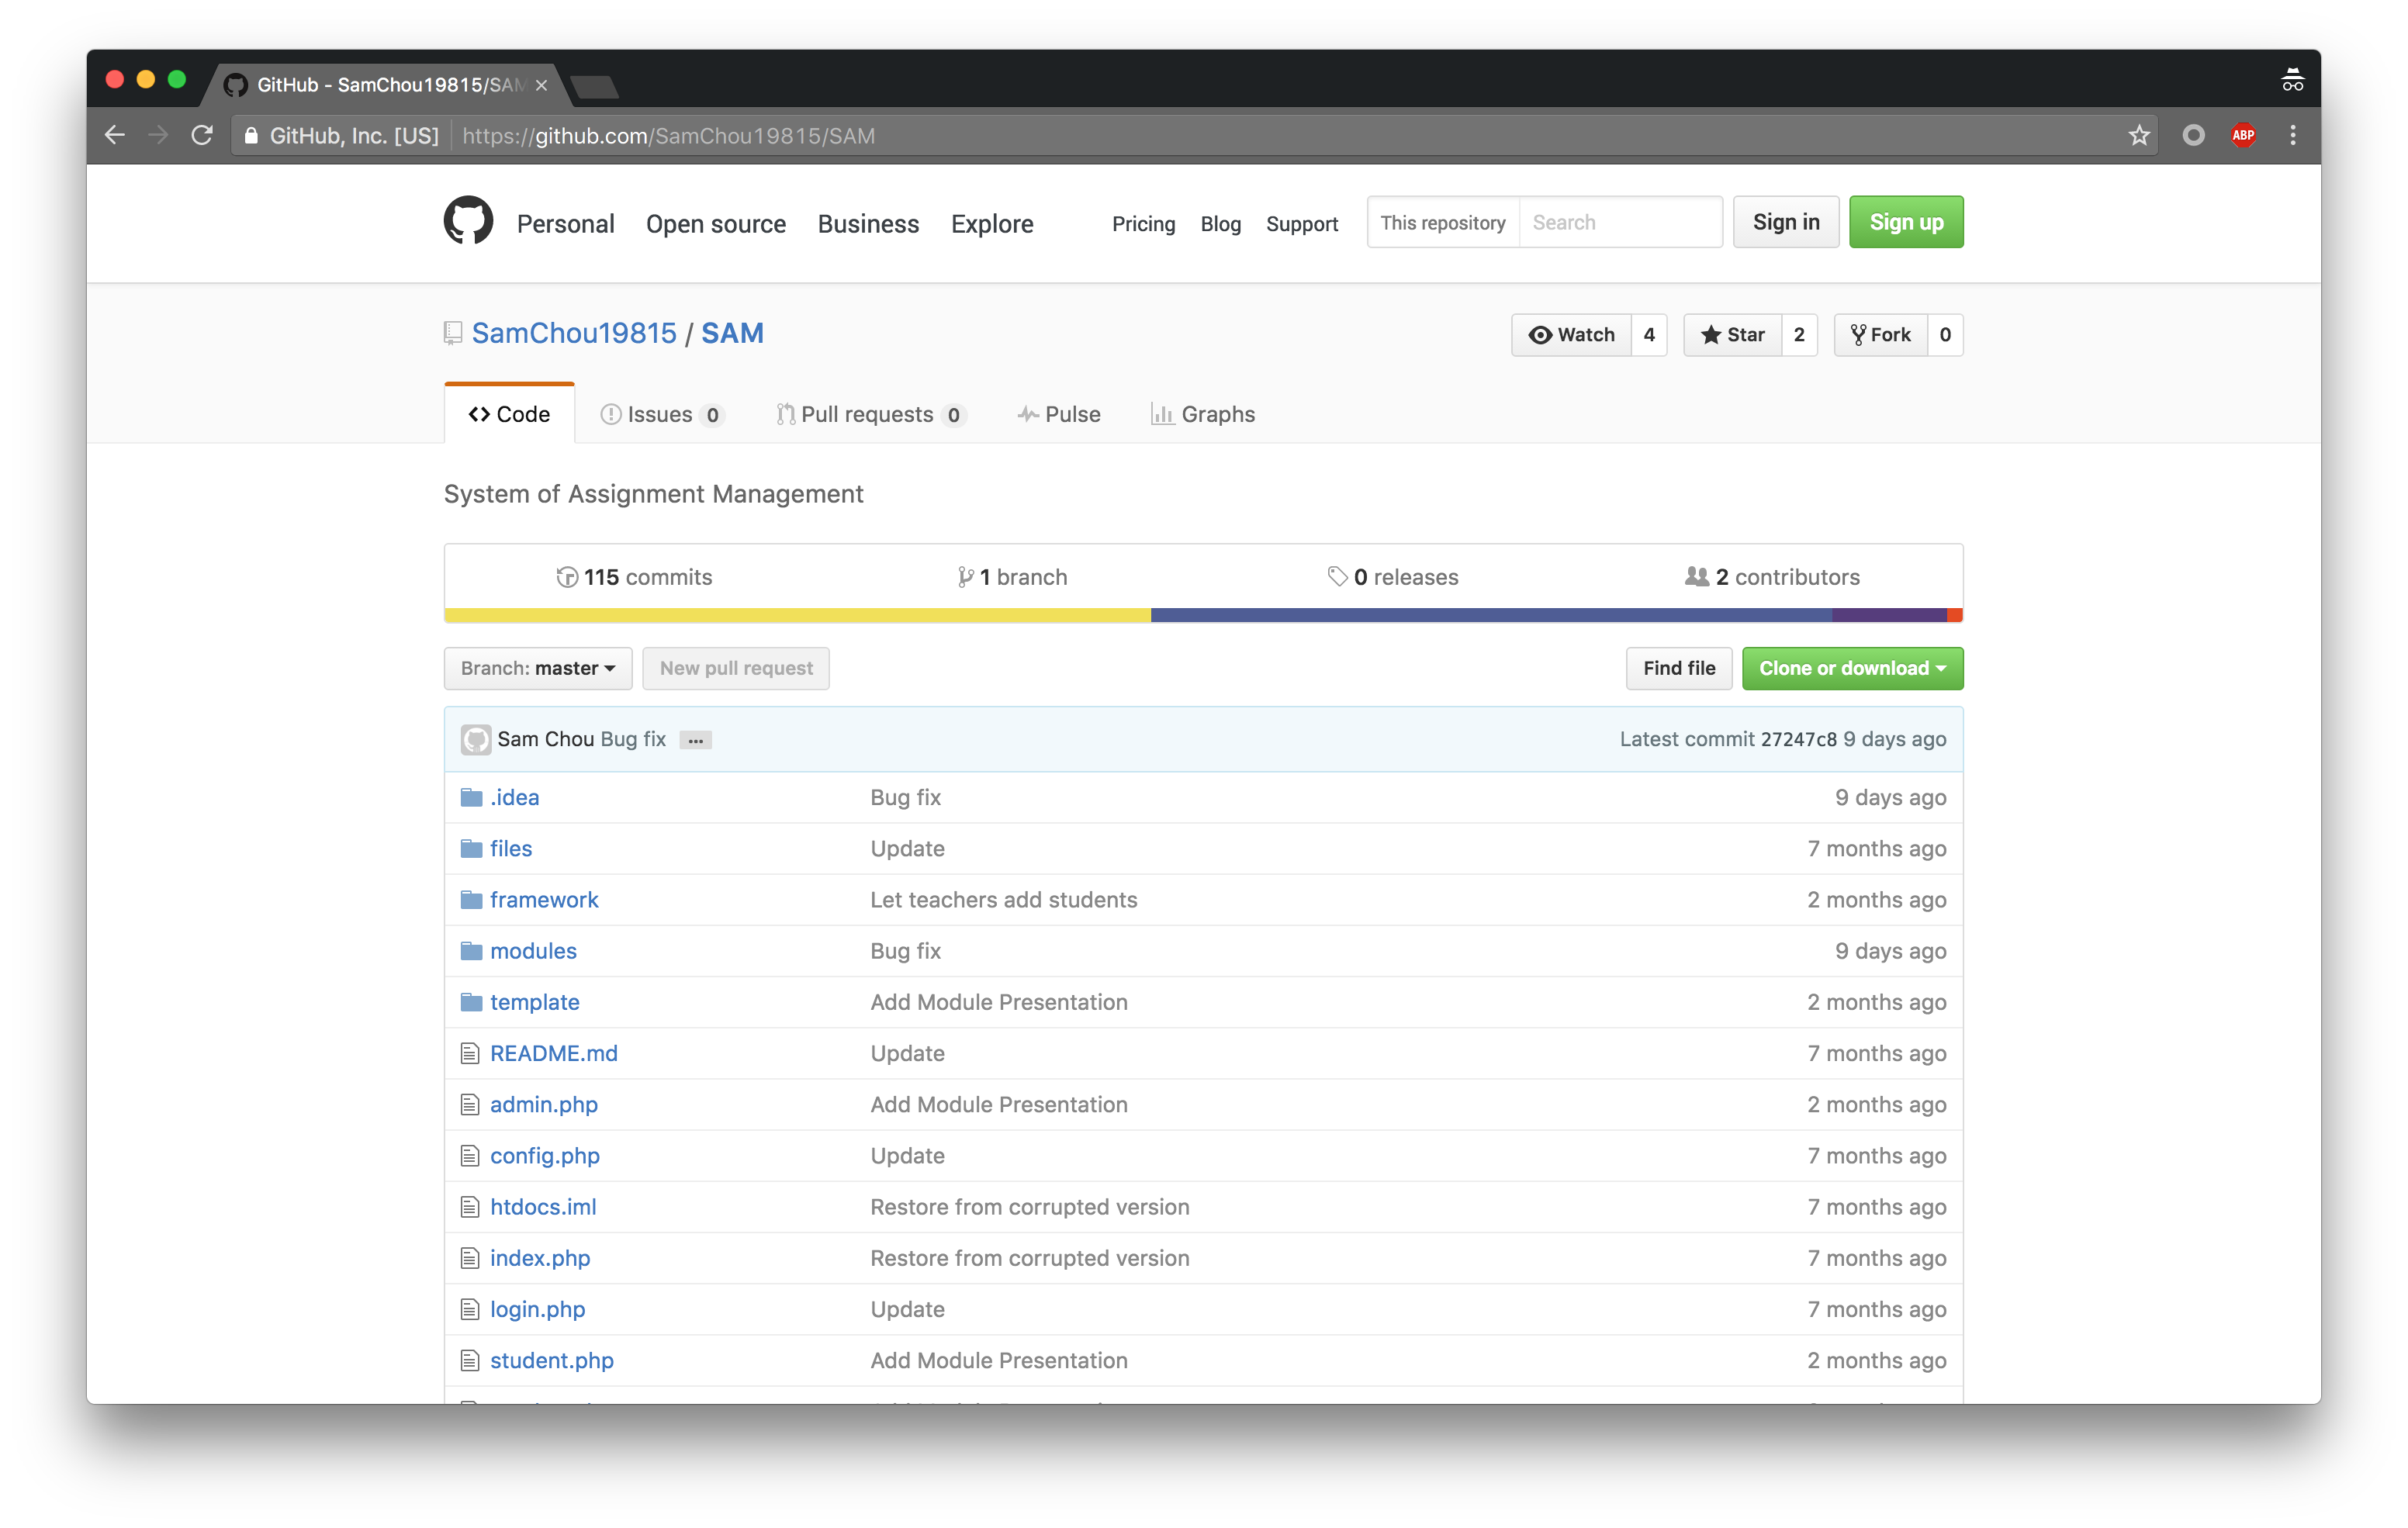 GitHub - SamChou19815/SAM
GitHub, Inc. [US] https://github.com/SamChou19815/SAM
ABP
Personal Open source Business Explore Pricing Blog Support This repository Search Sign in Sign up
SamChou19815 / SAM
Watch 4 Star 2 Fork 0
Code Issues 0 Pull requests 0 Pulse Graphs
System of Assignment Management
115 commits 1 branch 0 releases 2 contributors
Branch: master New pull request Find file Clone or download
Sam Chou Bug fix … Latest commit 27247c8 9 days ago
.idea Bug fix 9 days ago
files Update 7 months ago
framework Let teachers add students 2 months ago
modules Bug fix 9 days ago
template Add Module Presentation 2 months ago
README.md Update 7 months ago
admin.php Add Module Presentation 2 months ago
config.php Update 7 months ago
htdocs.iml Restore from corrupted version 7 months ago
index.php Restore from corrupted version 7 months ago
login.php Update 7 months ago
student.php Add Module Presentation 2 months ago